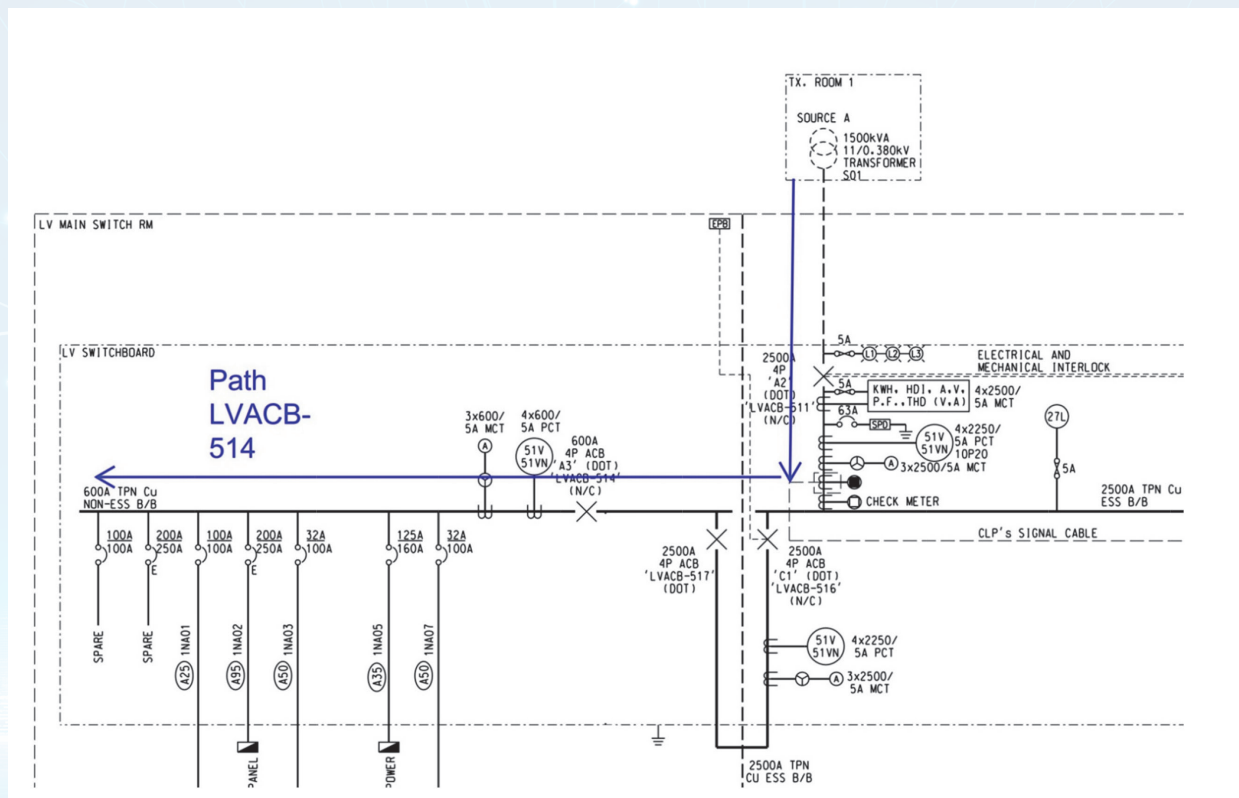 TX. ROOM 1
SOURCE A
1500kVA
11/0.380kV
TRANSFORMER
S01
LV MAIN SWITCH RM
EPB
LV SWITCHBOARD
Path
LVACB-
514
5A
L1 L2 L3
ELECTRICAL AND
MECHANICAL INTERLOCK
2500A
4P
'A2'
(DOT)
'LVACB-511'
(N/C)
5A
KWH. HDI. A.V.
P.F..THD (V.A)
4x2500/
5A MCT
63A
SPD
51V
51VN
4x2250/
5A PCT
10P20
A
3x2500/5A MCT
CHECK METER
27L
5A
2500A TPN Cu
ESS B/B
CLP's SIGNAL CABLE
3x600/
5A MCT
A
4x600/
5A PCT
51V
51VN
600A
4P ACB
'A3' (DOT)
'LVACB-514'
(N/C)
600A TPN Cu
NON-ESS B/B
100A
100A
SPARE
200A
250A
E
SPARE
100A
100A
A25 1NA01
200A
250A
E
A95 1NA02
PANEL
32A
100A
A50 1NA03
125A
160A
A35 1NA05
POWER
32A
100A
A50 1NA07
2500A
4P ACB
'LVACB-517'
(DOT)
2500A
4P ACB
'C1' (DOT)
'LVACB-516'
(N/C)
51V
51VN
4x2250/
5A PCT
A
3x2500/
5A MCT
2500A TPN
CU ESS B/B